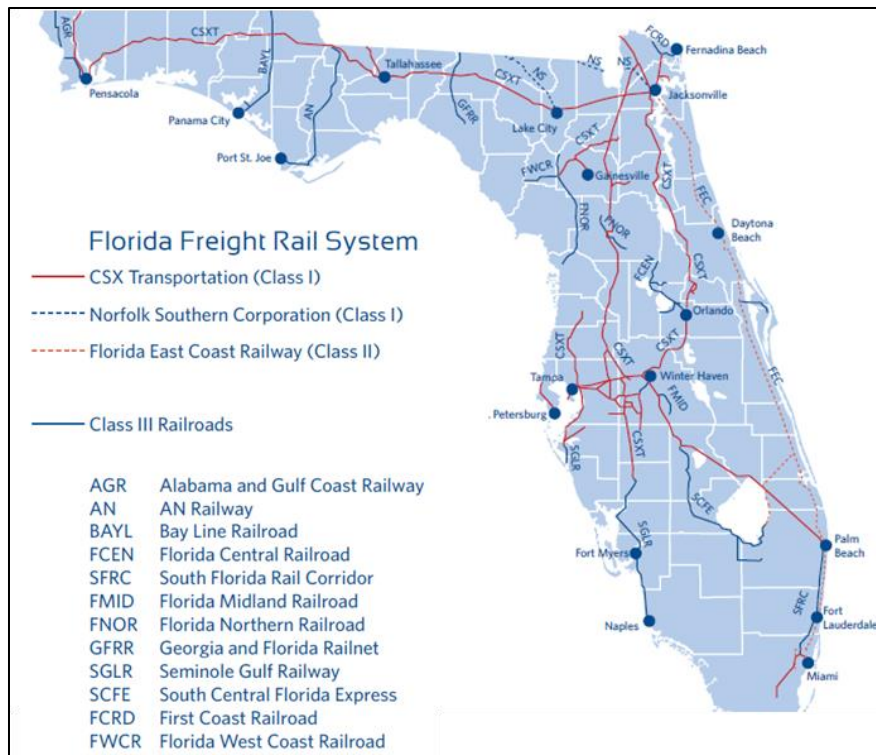 AGR
CSXT
BAYL
Pensacola
Panama City
Port St. Joe
AN
Tallahassee
CSXT
NS
GFRR
Lake City
NS
NS
FCRD
Fernadina Beach
Jacksonville
CSXT
FWCR
Gainesville
CSXT
FNOR
FNOR
FEC
Daytona
Beach
FCEN
CSXT
Orlando
CSXT
CSXT
CSXT
FEC
Tampa
Winter Haven
. Petersburg
FMID
CSXT
SGLR
SCFE
SGLR
Fort Myers
Palm
Beach
SFRC
Naples
Fort
Lauderdale
Miami
Florida Freight Rail System
CSX Transportation (Class I)
Norfolk Southern Corporation (Class I)
Florida East Coast Railway (Class II)
Class III Railroads
AGR Alabama and Gulf Coast Railway
AN AN Railway
BAYL Bay Line Railroad
FCEN Florida Central Railroad
SFRC South Florida Rail Corridor
FMID Florida Midland Railroad
FNOR Florida Northern Railroad
GFRR Georgia and Florida Railnet
SGLR Seminole Gulf Railway
SCFE South Central Florida Express
FCRD First Coast Railroad
FWCR Florida West Coast Railroad